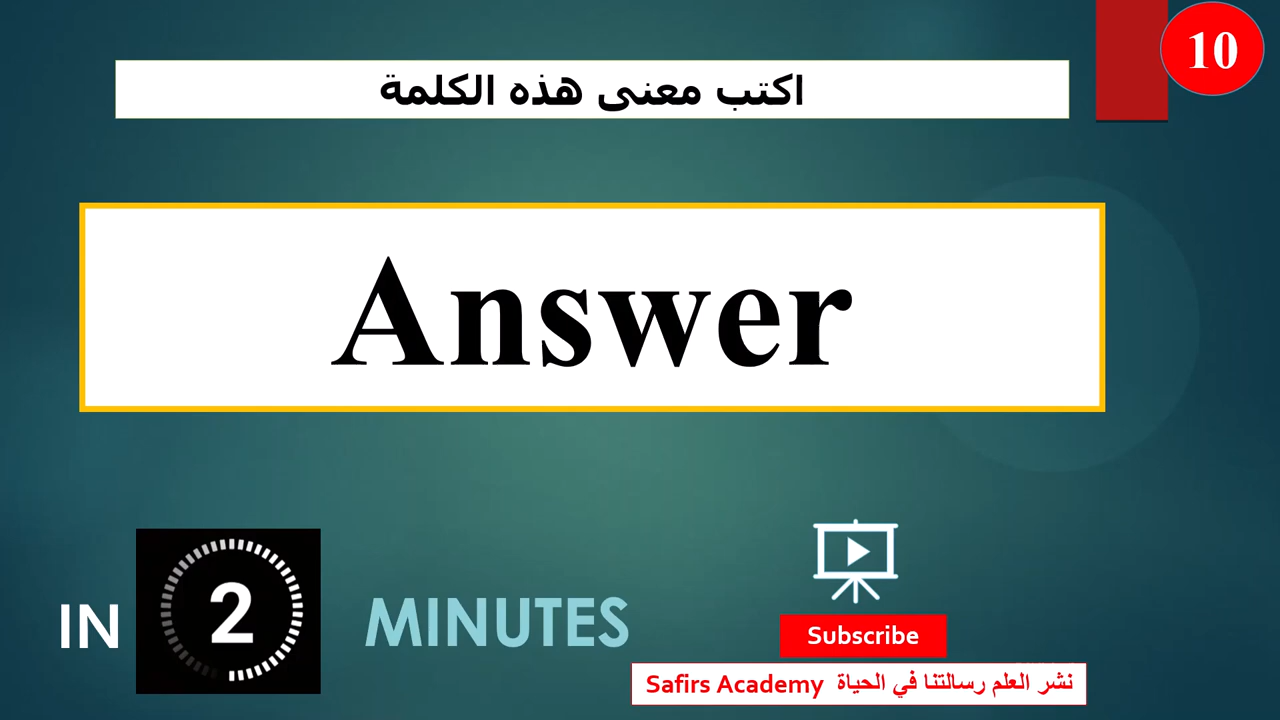 10
اكتب معنى هذه الكلمة
Answer
IN 2 MINUTES
Subscribe
Safirs Academy نشر العلم رسالتنا في الحياة